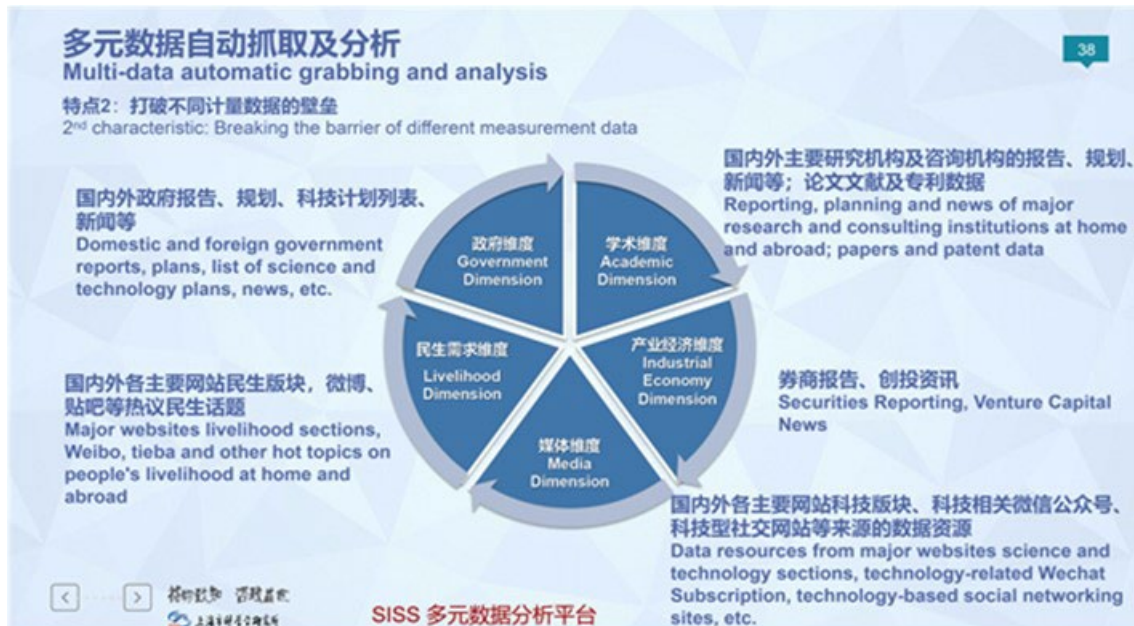 多元数据自动抓取及分析
Multi-data automatic grabbing and analysis
38
特点2：打破不同计量数据的壁垒
2nd characteristic: Breaking the barrier of different measurement data
国内外政府报告、规划、科技计划列表、
新闻等
Domestic and foreign government
reports, plans, list of science and
technology plans, news, etc.
国内外主要研究机构及咨询机构的报告、规划、
新闻等；论文文献及专利数据
Reporting, planning and news of major
research and consulting institutions at home
and abroad; papers and patent data
政府维度
Government
Dimension
学术维度
Academic
Dimension
民生需求维度
Livelihood
Dimension
产业经济维度
Industrial
Economy
Dimension
媒体维度
Media
Dimension
国内外各主要网站民生版块，微博、
贴吧等热议民生话题
Major websites livelihood sections,
Weibo, tieba and other hot topics on
people's livelihood at home and
abroad
券商报告、创投资讯
Securities Reporting, Venture Capital
News
国内外各主要网站科技版块、科技相关微信公众号、
科技型社交网站等来源的数据资源
Data resources from major websites science and
technology sections, technology-related Wechat
Subscription, technology-based social networking
sites, etc.
SISS 多元数据分析平台